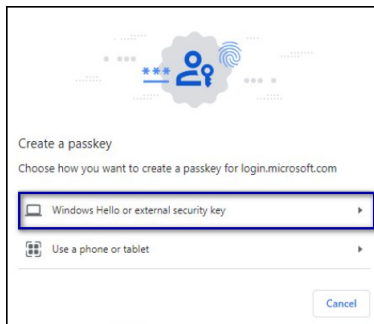 Create a passkey
Choose how you want to create a passkey for login.microsoft.com
Windows Hello or external security key
Use a phone or tablet
Cancel